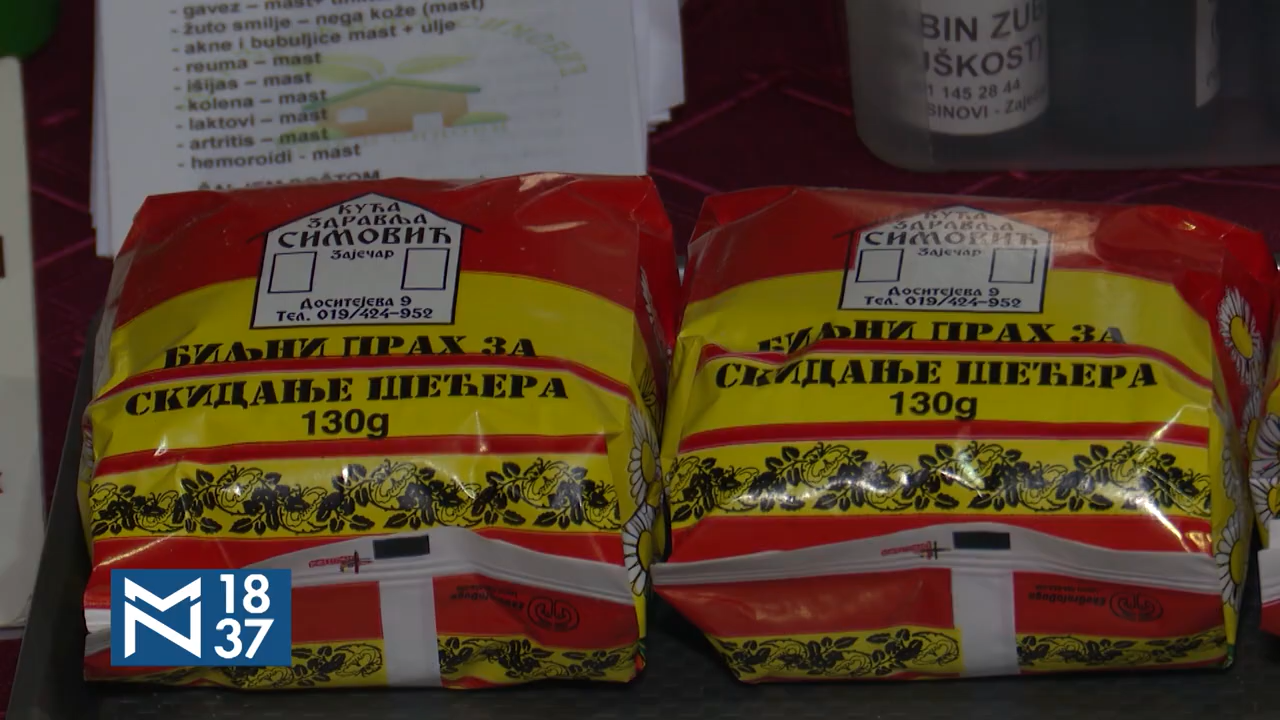 - gavez – mast+
- žuto smilje – nega kože (mast)
- akne i bubuljice mast + ulje
- reuma – mast
- išijas – mast
- kolena – mast
- laktovi – mast
- artritis – mast
- hemoroidi - mast
BIN ZUB
UŠKOSTI
1 145 28 44
BINOVI - Zaje
КУЋА
ЗДРАВЉА
СИМОВИЋ
Зајечар
Доситејева 9
Тел. 019/424-952
БИЉНИ ПРАХ ЗА
СКИДАЊЕ ШЕЋЕРА
130g
КУЋА
ЗДРАВЉА
СИМОВИЋ
Зајечар
Доситејева 9
Тел. 019/424-952
БИЉНИ ПРАХ ЗА
СКИДАЊЕ ШЕЋЕРА
130g
18
37